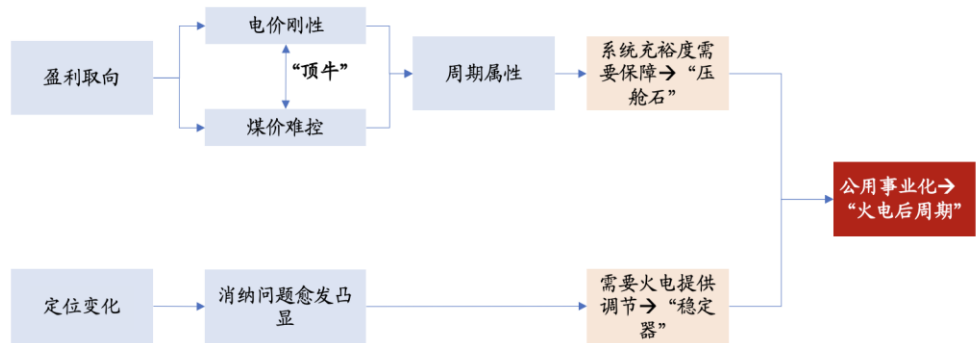 盈利取向
电价刚性
“顶牛”
煤价难控
周期属性
系统充裕度需
要保障→“压
舱石”
公用事业化→
“火电后周期”
定位变化
消纳问题愈发凸
显
需要火电提供
调节→“稳定
器”